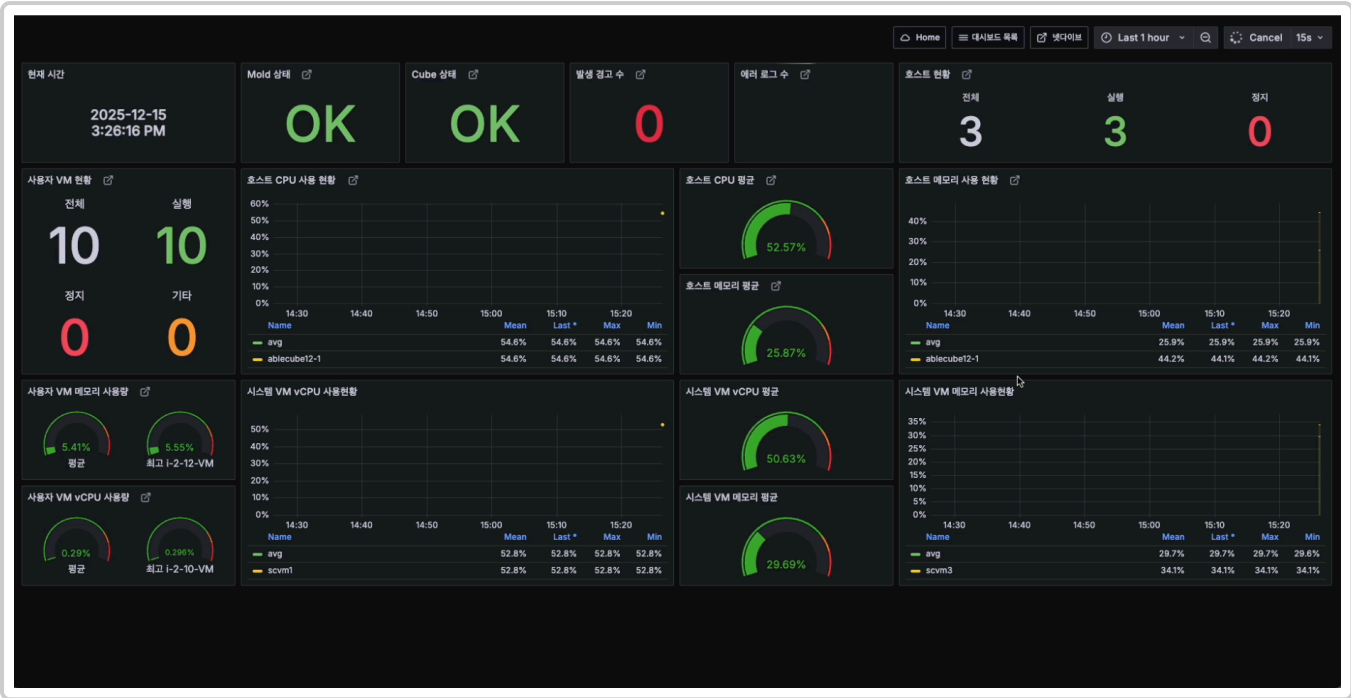 Home 대시보드 목록 넷다이브 Last 1 hour Cancel 15s
현재 시간
2025-12-15
3:26:16 PM
Mold 상태
OK
Cube 상태
OK
발생 경고 수
0
에러 로그 수
호스트 현황
전체 실행 정지
3 3 0
사용자 VM 현황
전체 실행
10 10
정지 기타
0 0
호스트 CPU 사용 현황
60%
50%
40%
30%
20%
10%
0%
14:30 14:40 14:50 15:00 15:10 15:20
Name Mean Last * Max Min
avg 54.6% 54.6% 54.6% 54.6%
ablecube12-1 54.6% 54.6% 54.6% 54.6%
호스트 CPU 평균
52.57%
호스트 메모리 평균
25.87%
호스트 메모리 사용 현황
40%
30%
20%
10%
0%
14:30 14:40 14:50 15:00 15:10 15:20
Name Mean Last * Max Min
avg 25.9% 25.9% 25.9% 25.9%
ablecube12-1 44.2% 44.1% 44.2% 44.1%
사용자 VM 메모리 사용량
5.41% 5.55%
평균 최고 i-2-12-VM
사용자 VM vCPU 사용량
0.29% 0.296%
평균 최고 i-2-10-VM
시스템 VM vCPU 사용현황
50%
40%
30%
20%
10%
0%
14:30 14:40 14:50 15:00 15:10 15:20
Name Mean Last * Max Min
avg 52.8% 52.8% 52.8% 52.8%
scvm1 52.8% 52.8% 52.8% 52.8%
시스템 VM vCPU 평균
50.63%
시스템 VM 메모리 평균
29.69%
시스템 VM 메모리 사용현황
35%
30%
25%
20%
15%
10%
5%
0%
14:30 14:40 14:50 15:00 15:10 15:20
Name Mean Last * Max Min
avg 29.7% 29.7% 29.7% 29.6%
scvm3 34.1% 34.1% 34.1% 34.1%